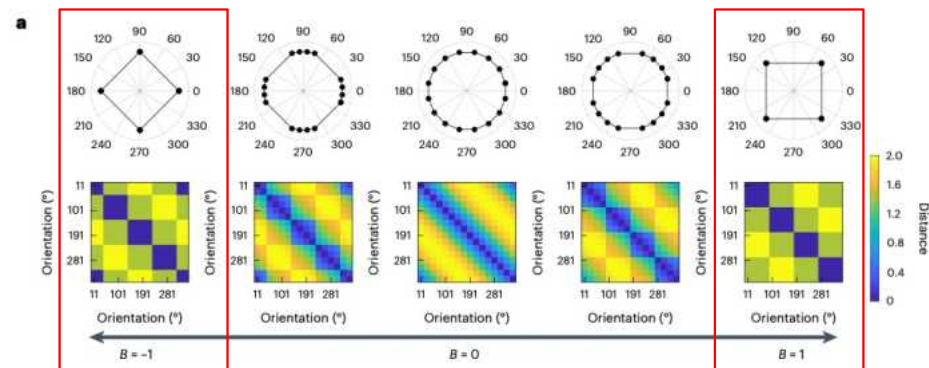 a
90 90 90 90 90
120 60 120 60 120 60 120 60 120 60
150 30 150 30 150 30 150 30 150 30
180 0 180 0 180 0 180 0 180 0
210 330 210 330 210 330 210 330 210 330
240 300 240 300 240 300 240 300 240 300
270 270 270 270 270
Orientation (°) Orientation (°) Orientation (°) Orientation (°) Orientation (°)
11 11 11 11 11
101 101 101 101 101
191 191 191 191 191
281 281 281 281 281
11 101 191 281 11 101 191 281 11 101 191 281 11 101 191 281 11 101 191 281
Orientation (°) Orientation (°) Orientation (°) Orientation (°) Orientation (°)
2.0
1.6
1.2
0.8
0.4
0
Distance
B = –1 B = 0 B = 1